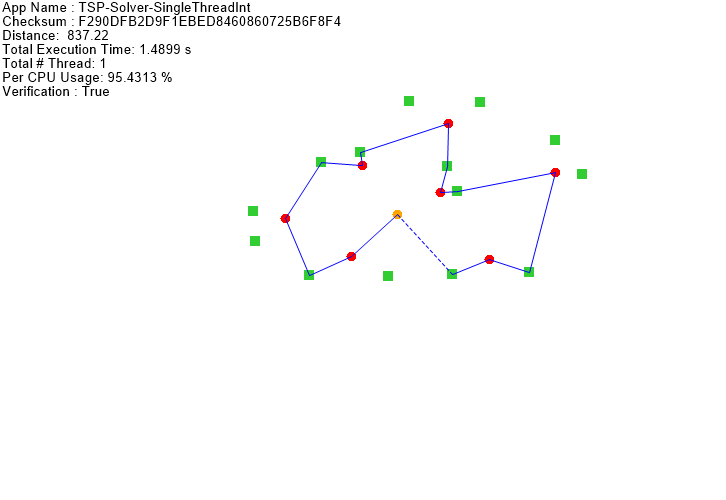 App Name : TSP-Solver-SingleThreadInt
Checksum : F290DFB2D9F1EBED8460860725B6F8F4
Distance:  837.22
Total Execution Time: 1.4899 s
Total # Thread: 1
Per CPU Usage: 95.4313 %
Verification : True